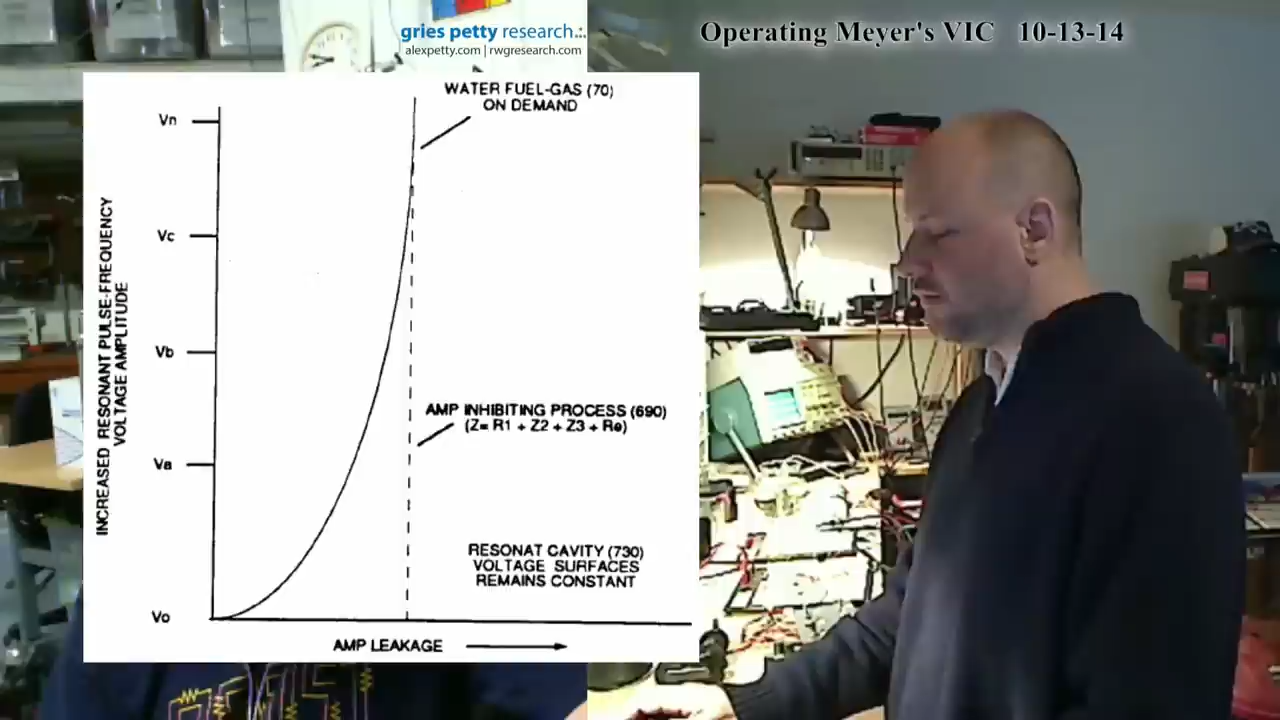 gries petty research.:.
alexpetty.com | rwgresearch.com
Operating Meyer's VIC 10-13-14
WATER FUEL-GAS (70)
ON DEMAND
Vn
Vc
Vb
Va
Vo
INCREASED RESONANT PULSE-FREQUENCY
VOLTAGE AMPLITUDE
AMP INHIBITING PROCESS (690)
(Z= R1 + Z2 + Z3 + Re)
RESONAT CAVITY (730)
VOLTAGE SURFACES
REMAINS CONSTANT
AMP LEAKAGE